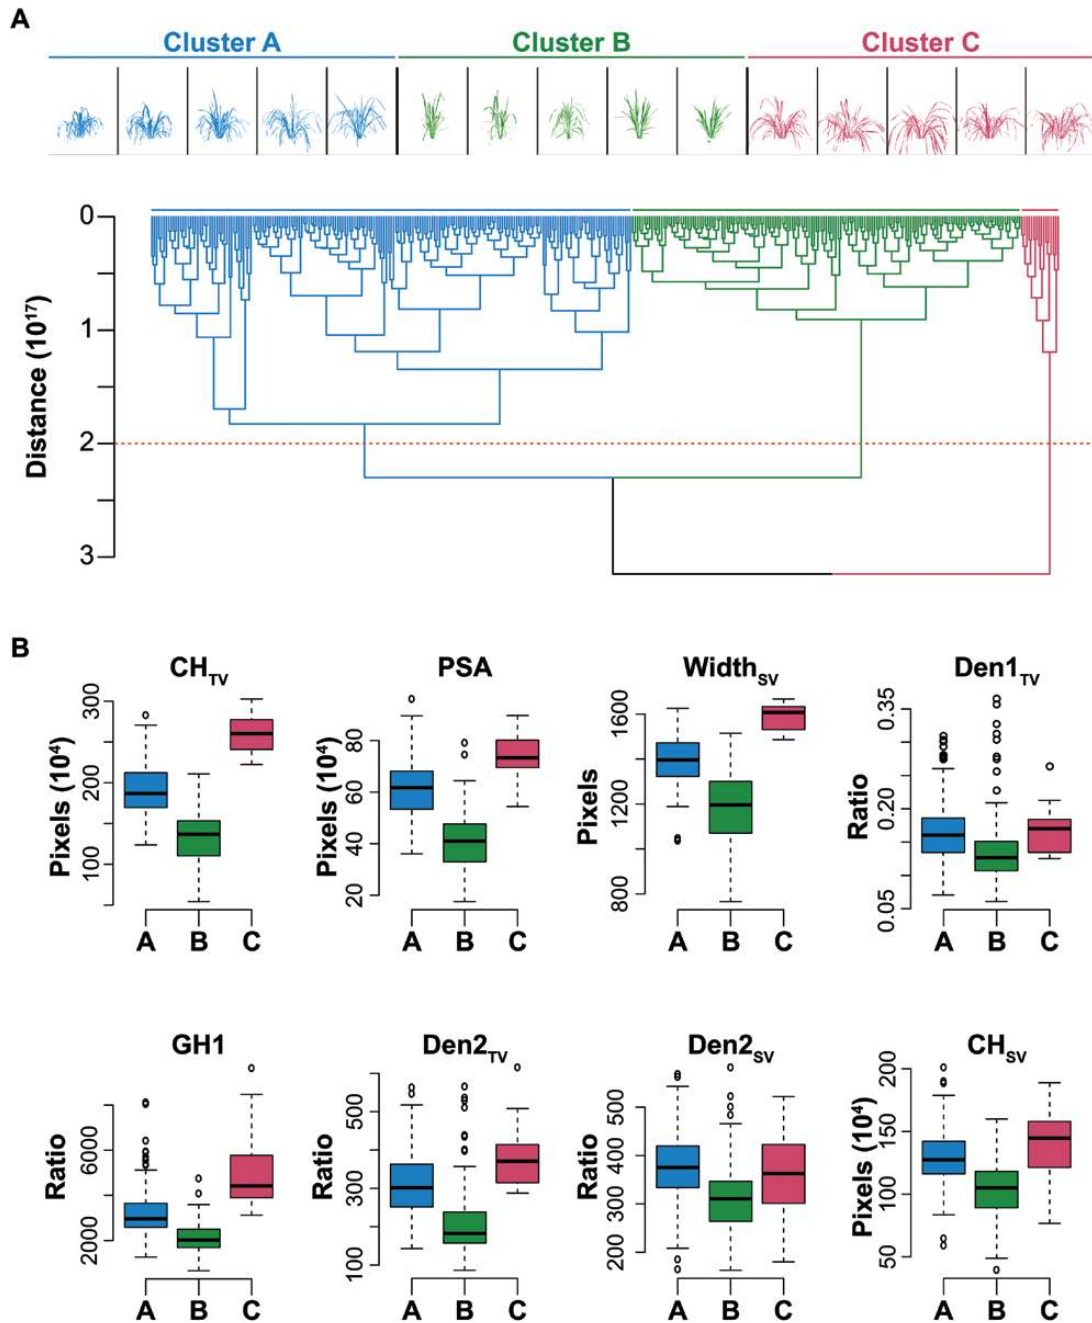 A
Cluster A Cluster B Cluster C
0
1
2
3
Distance (10¹⁷)
B
CH_TV PSA Width_SV Den1_TV
Pixels (10⁴)
100 200 300
A B C
Pixels (10⁴)
20 40 60 80
A B C
Pixels
800 1200 1600
A B C
Ratio
0.05 0.20 0.35
A B C
GH1 Den2_TV Den2_SV CH_SV
Ratio
2000 6000
A B C
Ratio
100 300 500
A B C
Ratio
200 300 400 500
A B C
Pixels (10⁴)
50 100 150 200
A B C